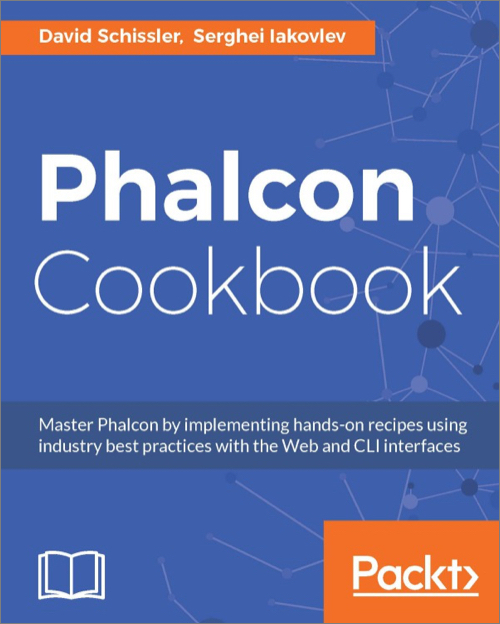 David Schissler, Serghei Iakovlev
Phalcon
Cookbook
Master Phalcon by implementing hands-on recipes using
industry best practices with the Web and CLI interfaces
Packt>